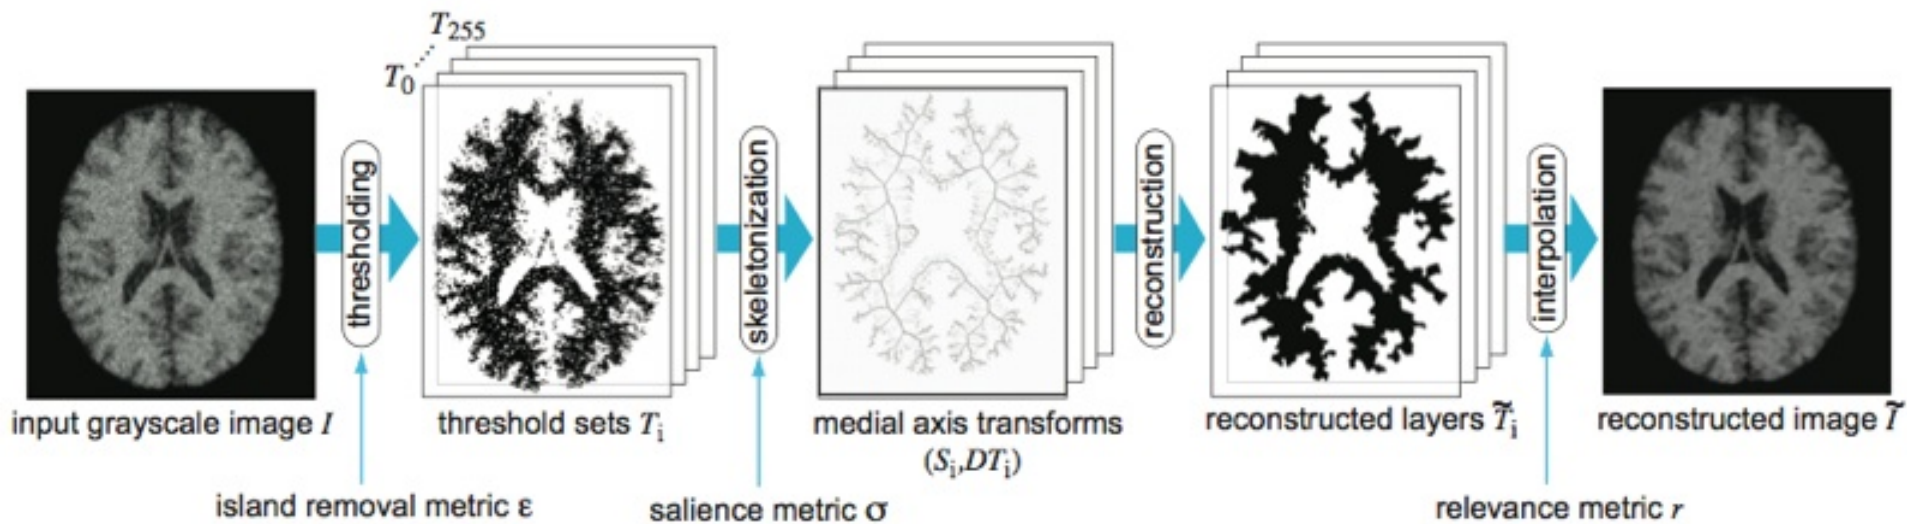 T₂₅₅
T₀
thresholding
skeletonization
reconstruction
interpolation
input grayscale image I
threshold sets Tᵢ
medial axis transforms
(Sᵢ,DTᵢ)
reconstructed layers T̃ᵢ
reconstructed image Ĩ
island removal metric ε
salience metric σ
relevance metric r